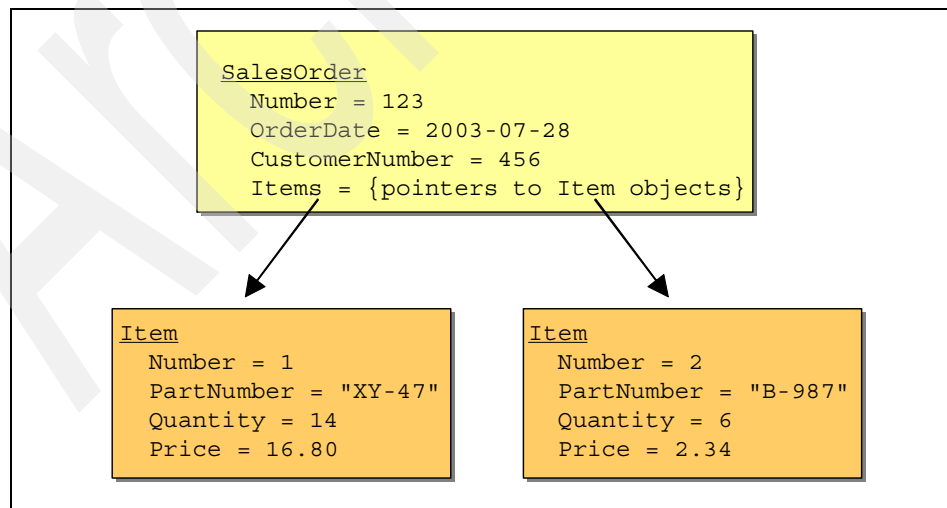 SalesOrder
Number = 123
OrderDate = 2003-07-28
CustomerNumber = 456
Items = {pointers to Item objects}
Item
Number = 1
PartNumber = "XY-47"
Quantity = 14
Price = 16.80
Item
Number = 2
PartNumber = "B-987"
Quantity = 6
Price = 2.34